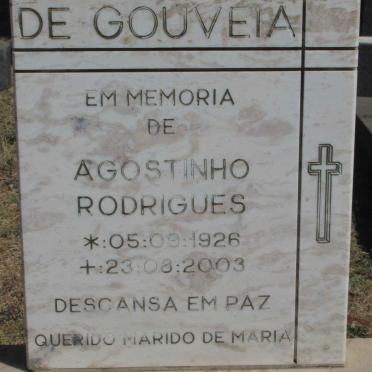 DE GOUVEIA
EM MEMORIA
DE
AGOSTINHO
RODRIGUES
*:05:09:1926
+:23:08:2003
DESCANSA EM PAZ
QUERIDO MARIDO DE MARIA